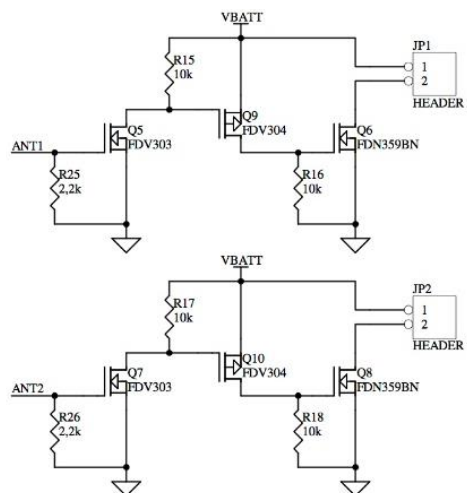 VBATT
JP1
R15
10k
1
2
HEADER
Q9
FDV304
Q5
FDV303
Q6
FDN359BN
ANT1
R25
2,2k
R16
10k
VBATT
JP2
R17
10k
1
2
HEADER
Q10
FDV304
Q7
FDV303
Q8
FDN359BN
ANT2
R26
2,2k
R18
10k